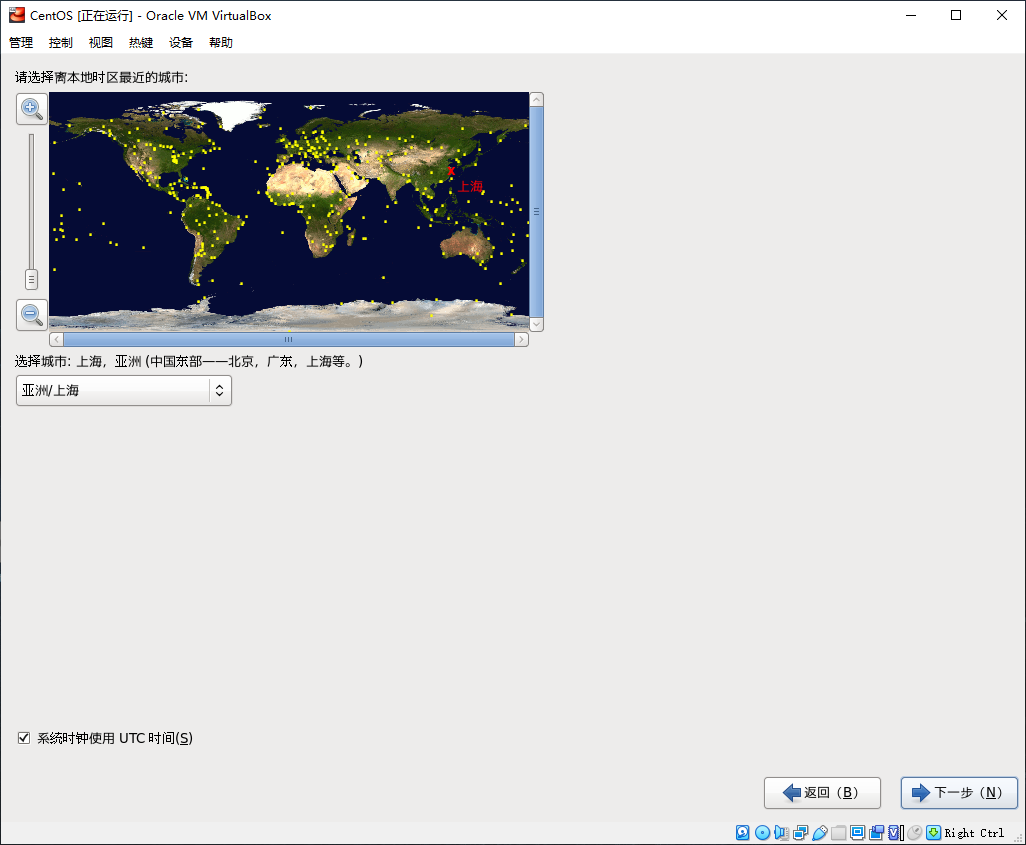 CentOS [正在运行] - Oracle VM VirtualBox
管理 控制 视图 热键 设备 帮助
请选择离本地时区最近的城市:
上海
选择城市: 上海，亚洲 (中国东部——北京，广东，上海等。)
亚洲/上海
系统时钟使用 UTC 时间(S)
返回（B） 下一步（N）
Right Ctrl